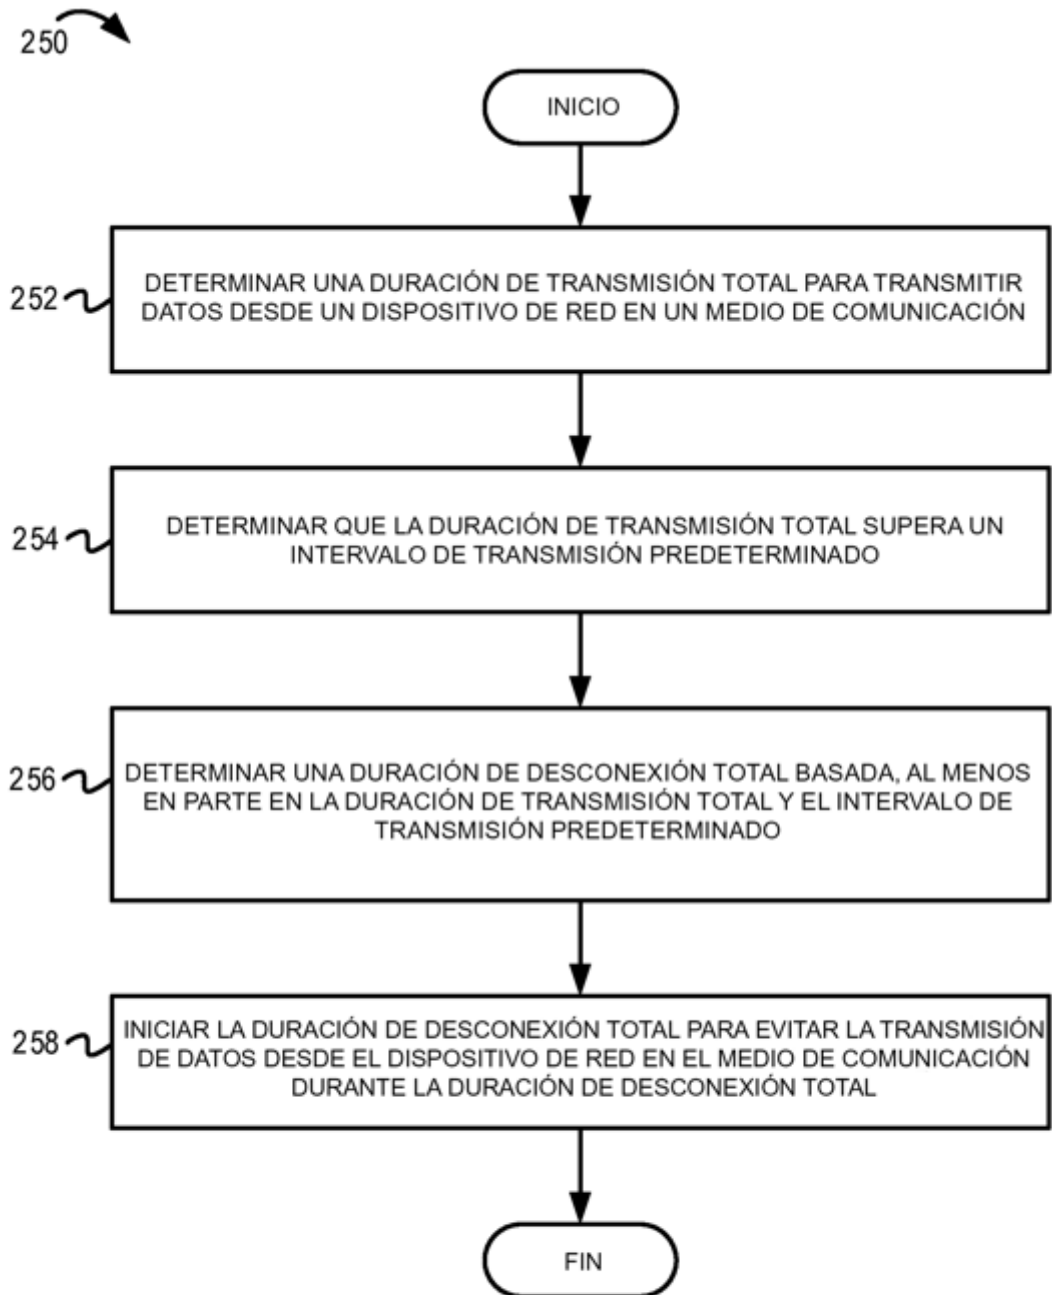 250
INICIO
252
DETERMINAR UNA DURACIÓN DE TRANSMISIÓN TOTAL PARA TRANSMITIR
DATOS DESDE UN DISPOSITIVO DE RED EN UN MEDIO DE COMUNICACIÓN
254
DETERMINAR QUE LA DURACIÓN DE TRANSMISIÓN TOTAL SUPERA UN
INTERVALO DE TRANSMISIÓN PREDETERMINADO
256
DETERMINAR UNA DURACIÓN DE DESCONEXIÓN TOTAL BASADA, AL MENOS
EN PARTE EN LA DURACIÓN DE TRANSMISIÓN TOTAL Y EL INTERVALO DE
TRANSMISIÓN PREDETERMINADO
258
INICIAR LA DURACIÓN DE DESCONEXIÓN TOTAL PARA EVITAR LA TRANSMISIÓN
DE DATOS DESDE EL DISPOSITIVO DE RED EN EL MEDIO DE COMUNICACIÓN
DURANTE LA DURACIÓN DE DESCONEXIÓN TOTAL
FIN